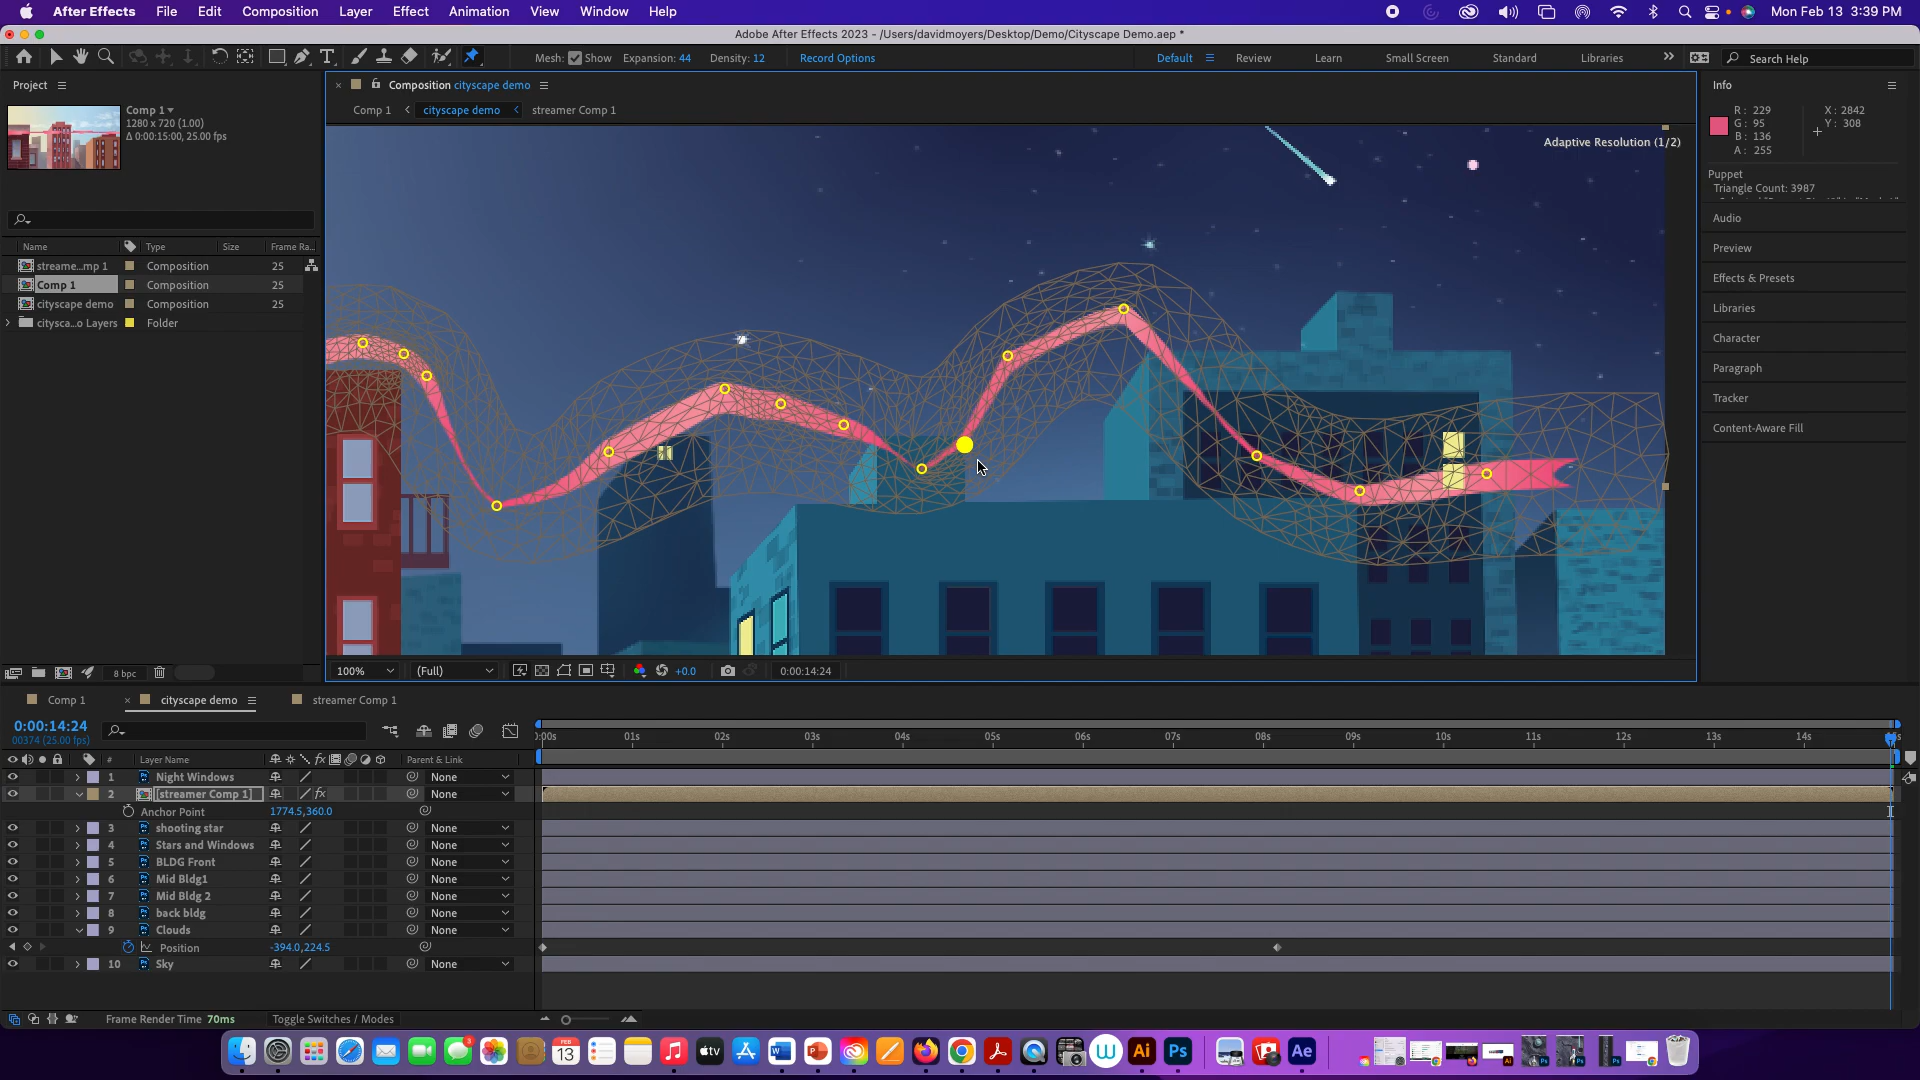 After Effects File Edit Composition Layer Effect Animation View Window Help Mon Feb 13 3:39 PM
Adobe After Effects 2023 - /Users/davidmoyers/Desktop/Demo/Cityscape Demo.aep *
Mesh: Show Expansion: 44 Density: 12 Record Options Default Review Learn Small Screen Standard Libraries Search Help
Project
Composition cityscape demo
Info
Comp 1
1280 x 720 (1.00)
Δ 0:00:15:00, 25.00 fps
Comp 1 cityscape demo streamer Comp 1
R: 229
G: 95
B: 136
A: 255
X: 2842
Y: 308
Adaptive Resolution (1/2)
Puppet
Triangle Count: 3987
Audio
Preview
Effects & Presets
Libraries
Character
Paragraph
Tracker
Content-Aware Fill
Name Type Size Frame Ra...
streame...mp 1 Composition 25
Comp 1 Composition 25
cityscape demo Composition 25
citysca...o Layers Folder
8 bpc
100% (Full) +0.0 0:00:14:24
Comp 1 cityscape demo streamer Comp 1
0:00:14:24
00374 (25.00 fps)
0:00s 01s 02s 03s 04s 05s 06s 07s 08s 09s 10s 11s 12s 13s 14s
# Layer Name Parent & Link
1 Night Windows None
2 [streamer Comp 1] fx None
Anchor Point 1774.5,360.0
3 shooting star None
4 Stars and Windows None
5 BLDG Front None
6 Mid Bldg1 None
7 Mid Bldg 2 None
8 back bldg None
9 Clouds None
Position -394.0,224.5
10 Sky None
Frame Render Time 70ms Toggle Switches / Modes
3 FEB 13 tv W Ai Ps Ae